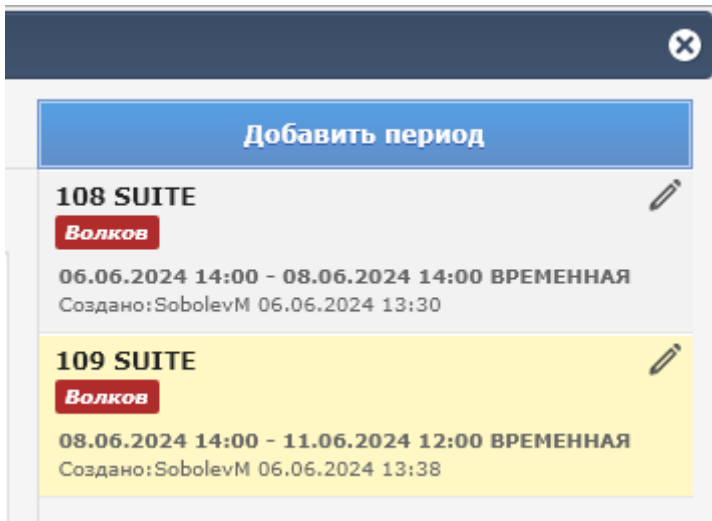 Добавить период
108 SUITE
Волков
06.06.2024 14:00 - 08.06.2024 14:00 ВРЕМЕННАЯ
Создано:SobolevM 06.06.2024 13:30
109 SUITE
Волков
08.06.2024 14:00 - 11.06.2024 12:00 ВРЕМЕННАЯ
Создано:SobolevM 06.06.2024 13:38